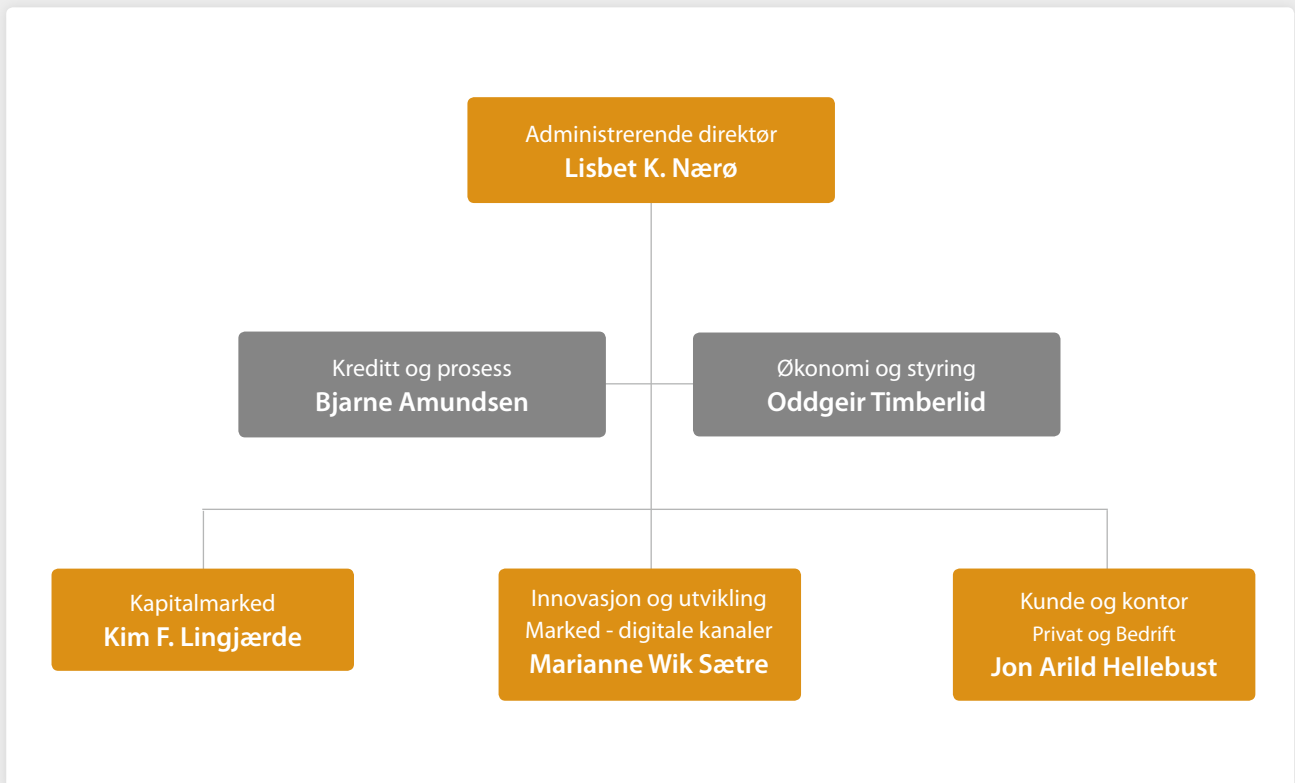 Administrerende direktør
Lisbet K. Nærø
Kreditt og prosess
Bjarne Amundsen
Økonomi og styring
Oddgeir Timberlid
Kapitalmarked
Kim F. Lingjærde
Innovasjon og utvikling
Marked - digitale kanaler
Marianne Wik Sætre
Kunde og kontor
Privat og Bedrift
Jon Arild Hellebust